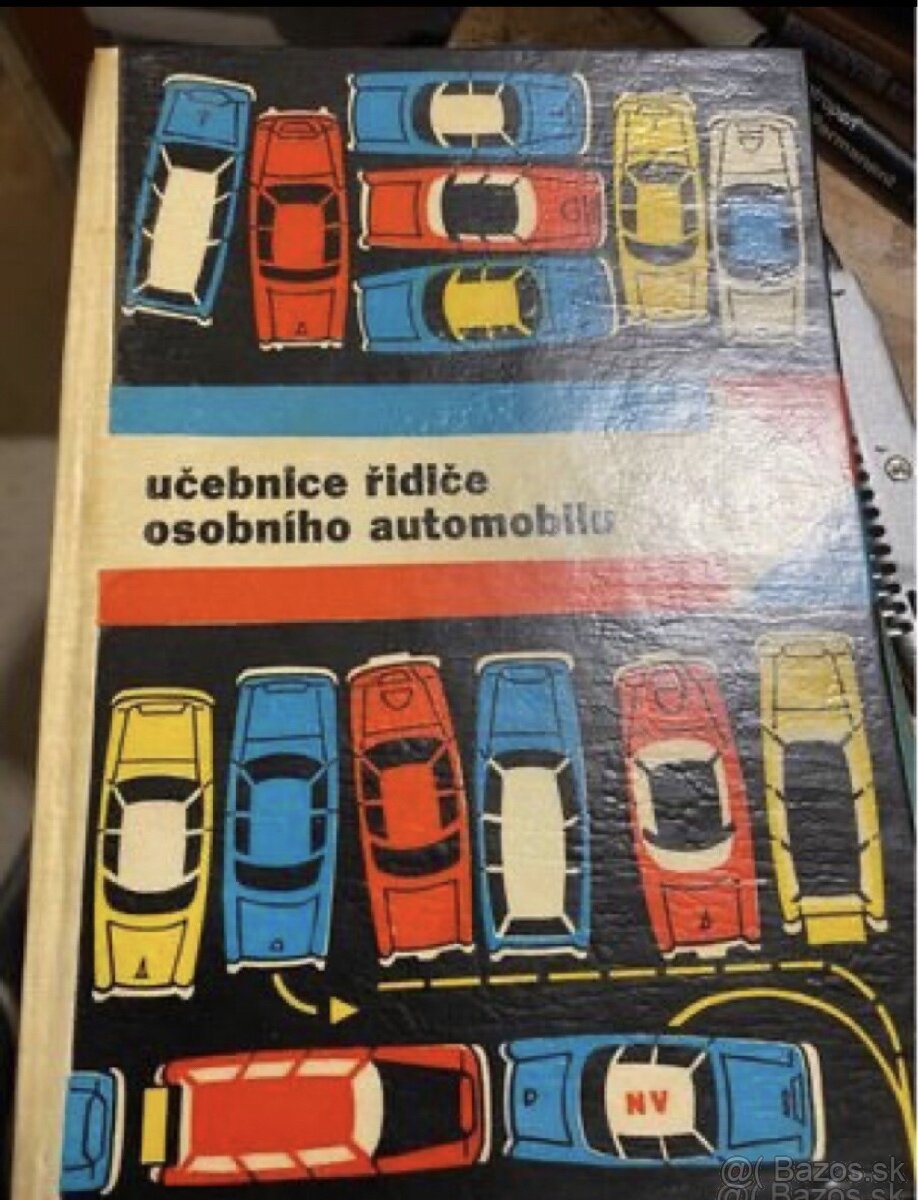 učebnice řidiče
osobního automobilu
NV
@( Bazos.sk